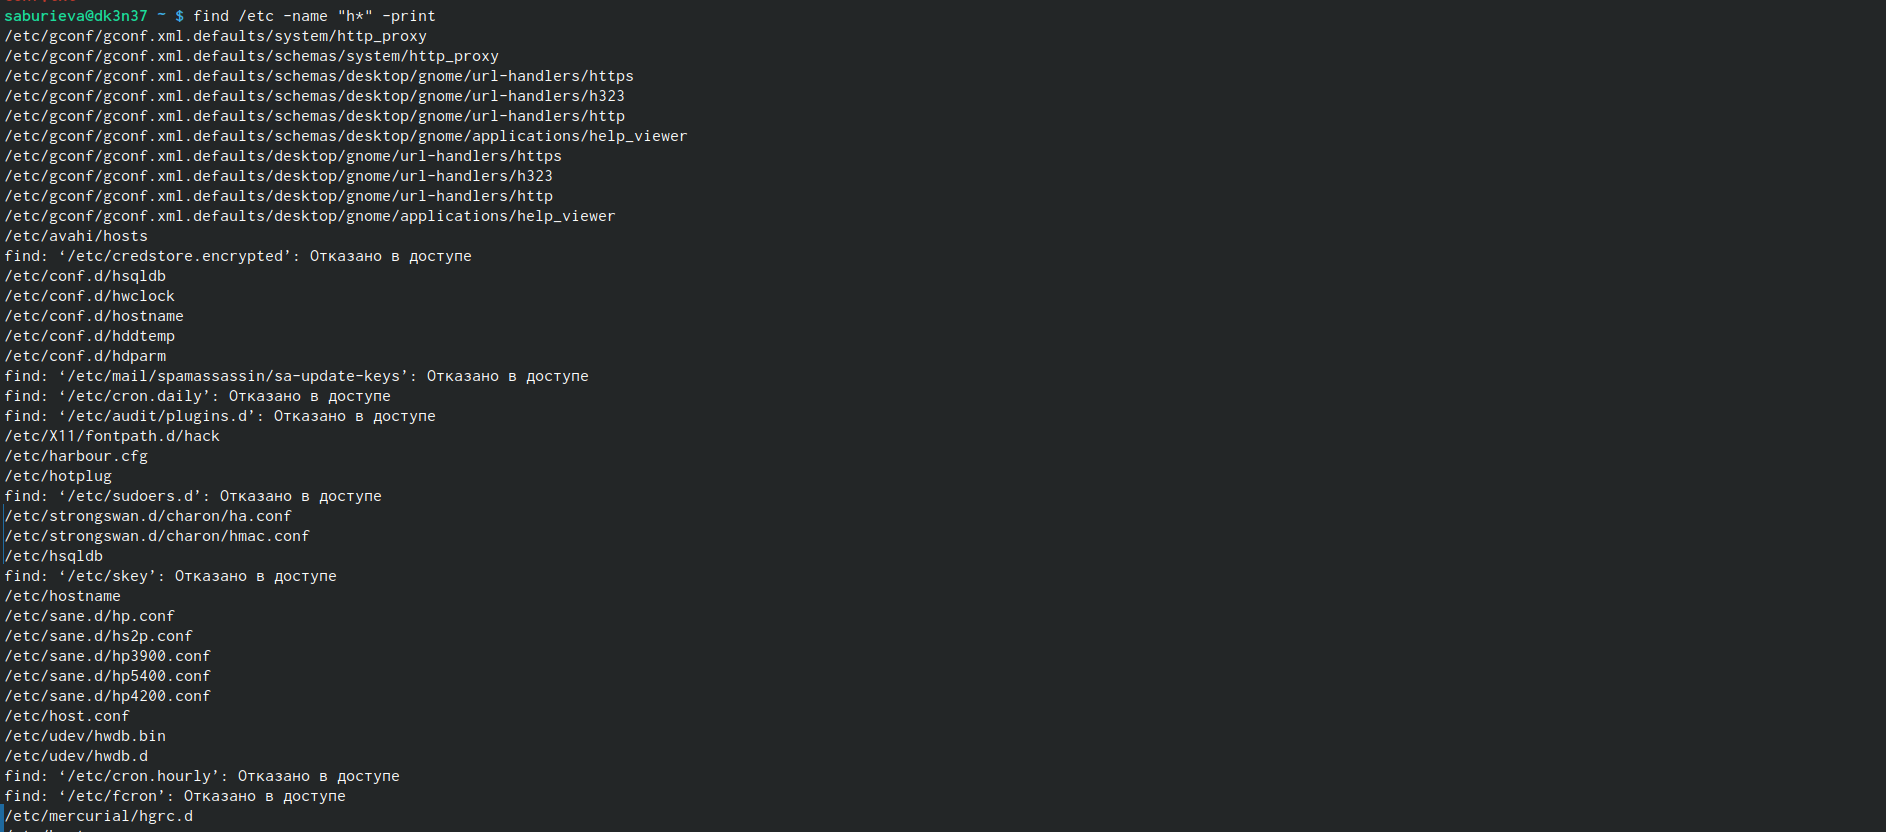 saburieva@dk3n37 ~ $ find /etc -name "h*" -print
/etc/gconf/gconf.xml.defaults/system/http_proxy
/etc/gconf/gconf.xml.defaults/schemas/system/http_proxy
/etc/gconf/gconf.xml.defaults/schemas/desktop/gnome/url-handlers/https
/etc/gconf/gconf.xml.defaults/schemas/desktop/gnome/url-handlers/h323
/etc/gconf/gconf.xml.defaults/schemas/desktop/gnome/url-handlers/http
/etc/gconf/gconf.xml.defaults/schemas/desktop/gnome/applications/help_viewer
/etc/gconf/gconf.xml.defaults/desktop/gnome/url-handlers/https
/etc/gconf/gconf.xml.defaults/desktop/gnome/url-handlers/h323
/etc/gconf/gconf.xml.defaults/desktop/gnome/url-handlers/http
/etc/gconf/gconf.xml.defaults/desktop/gnome/applications/help_viewer
/etc/avahi/hosts
find: ‘/etc/credstore.encrypted’: Отказано в доступе
/etc/conf.d/hsqldb
/etc/conf.d/hwclock
/etc/conf.d/hostname
/etc/conf.d/hddtemp
/etc/conf.d/hdparm
find: ‘/etc/mail/spamassassin/sa-update-keys’: Отказано в доступе
find: ‘/etc/cron.daily’: Отказано в доступе
find: ‘/etc/audit/plugins.d’: Отказано в доступе
/etc/X11/fontpath.d/hack
/etc/harbour.cfg
/etc/hotplug
find: ‘/etc/sudoers.d’: Отказано в доступе
/etc/strongswan.d/charon/ha.conf
/etc/strongswan.d/charon/hmac.conf
/etc/hsqldb
find: ‘/etc/skey’: Отказано в доступе
/etc/hostname
/etc/sane.d/hp.conf
/etc/sane.d/hs2p.conf
/etc/sane.d/hp3900.conf
/etc/sane.d/hp5400.conf
/etc/sane.d/hp4200.conf
/etc/host.conf
/etc/udev/hwdb.bin
/etc/udev/hwdb.d
find: ‘/etc/cron.hourly’: Отказано в доступе
find: ‘/etc/fcron’: Отказано в доступе
/etc/mercurial/hgrc.d